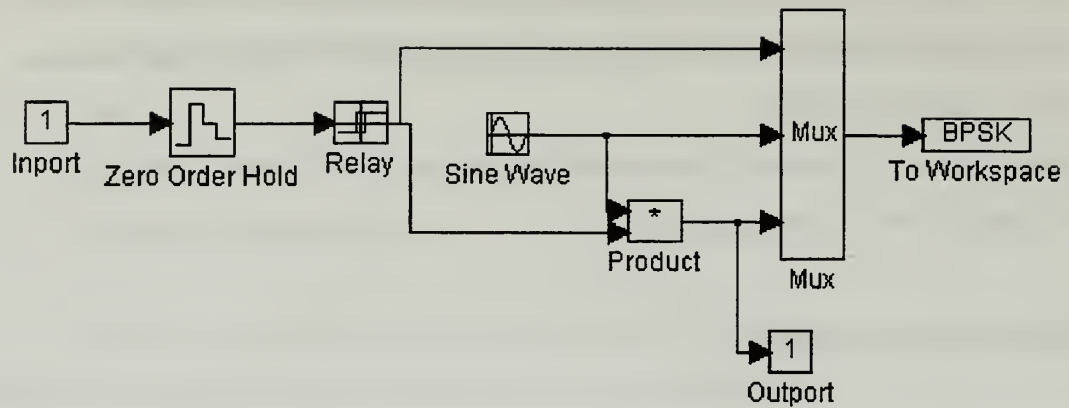 1
Inport
Zero Order Hold
Relay
Sine Wave
*
Product
Mux
Mux
BPSK
To Workspace
1
Outport